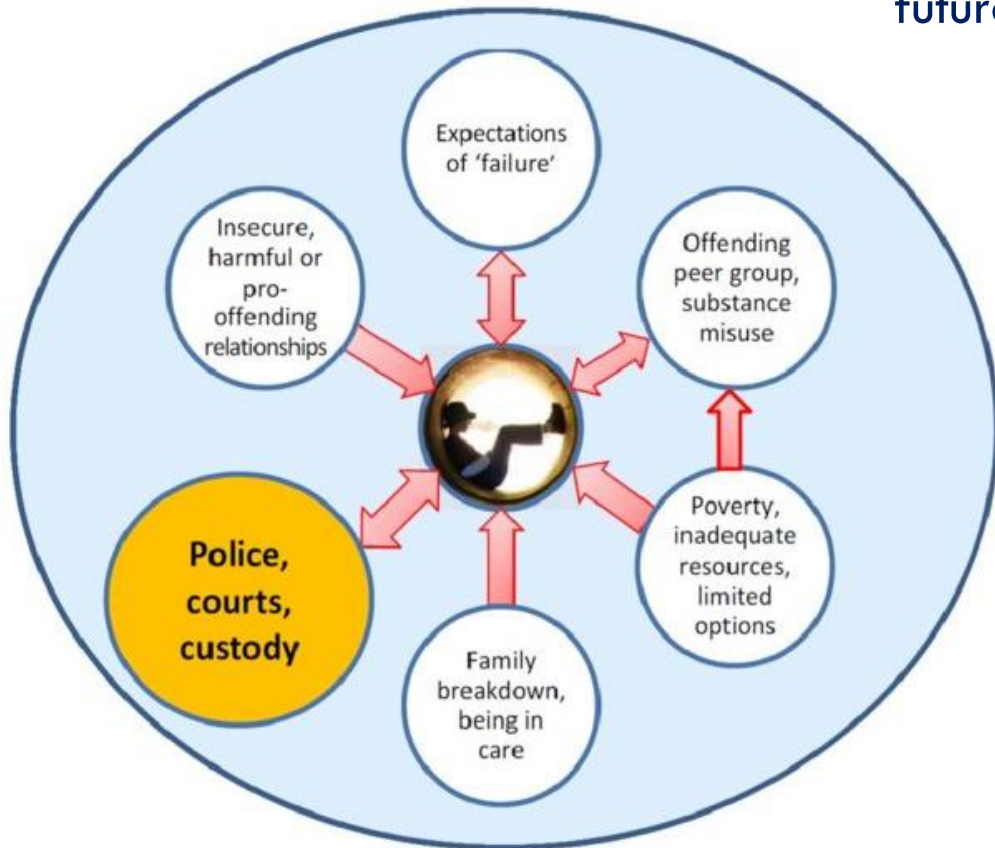 future
Expectations
of 'failure'
Insecure,
harmful or
pro-
offending
relationships
Offending
peer group,
substance
misuse
Police,
courts,
custody
Poverty,
inadequate
resources,
limited
options
Family
breakdown,
being in
care